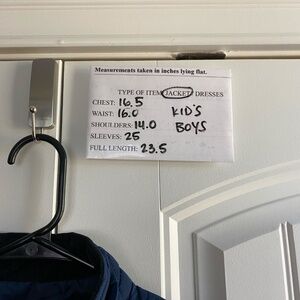 Measurements taken in inches lying flat.
TYPE OF ITEM JACKET DRESSES
CHEST: 16.5
WAIST: 16.0 KID'S
SHOULDERS: 14.0 BOYS
SLEEVES: 25
FULL LENGTH: 23.5